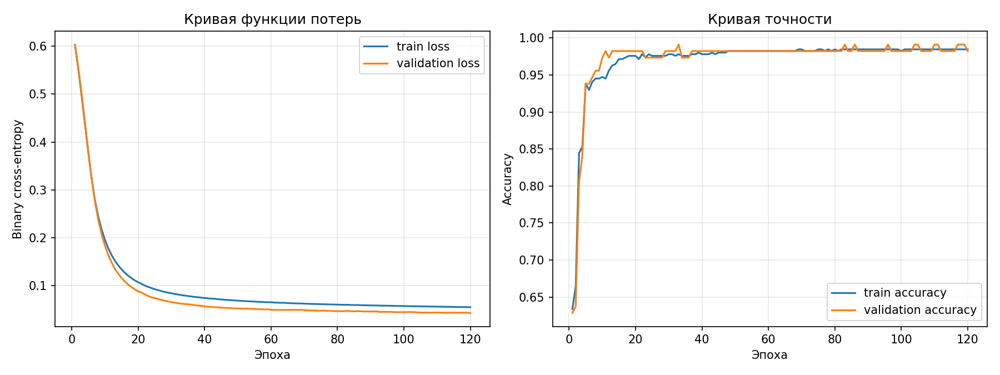 Кривая функции потерь
0.6
0.5
0.4
0.3
0.2
0.1
Binary cross-entropy
train loss
validation loss
0 20 40 60 80 100 120
Эпоха
Кривая точности
1.00
0.95
0.90
0.85
0.80
0.75
0.70
0.65
Accuracy
train accuracy
validation accuracy
0 20 40 60 80 100 120
Эпоха